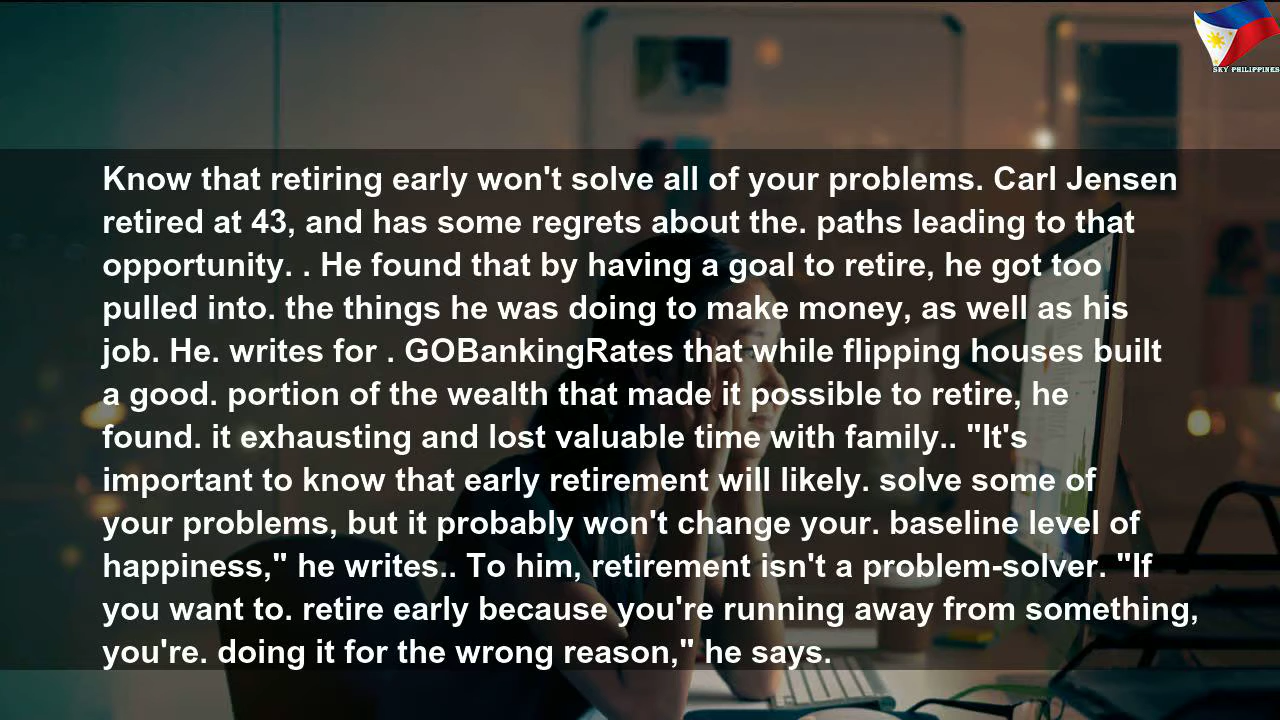 SKY PHILIPPINES
Know that retiring early won't solve all of your problems. Carl Jensen
retired at 43, and has some regrets about the. paths leading to that
opportunity. . He found that by having a goal to retire, he got too
pulled into. the things he was doing to make money, as well as his
job. He. writes for . GOBankingRates that while flipping houses built
a good. portion of the wealth that made it possible to retire, he
found. it exhausting and lost valuable time with family.. "It's
important to know that early retirement will likely. solve some of
your problems, but it probably won't change your. baseline level of
happiness," he writes.. To him, retirement isn't a problem-solver. "If
you want to. retire early because you're running away from something,
you're. doing it for the wrong reason," he says.